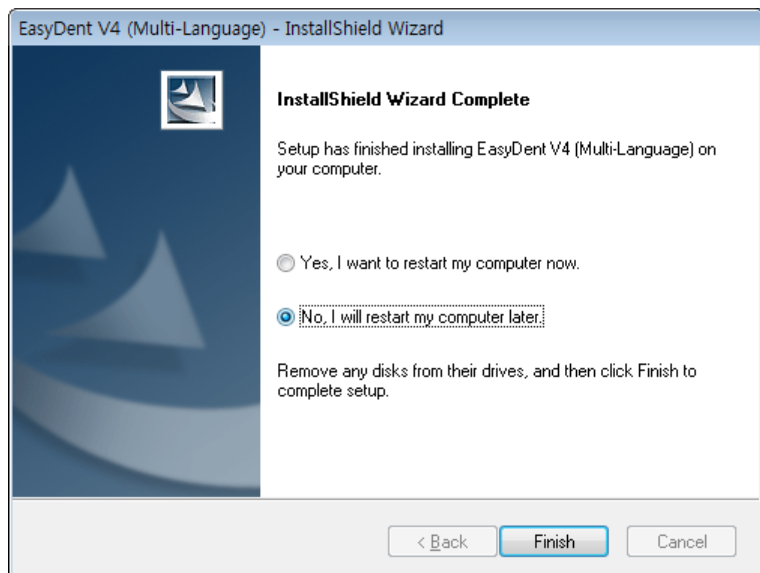 EasyDent V4 (Multi-Language) - InstallShield Wizard
InstallShield Wizard Complete
Setup has finished installing EasyDent V4 (Multi-Language) on
your computer.
Yes, I want to restart my computer now.
No, I will restart my computer later.
Remove any disks from their drives, and then click Finish to
complete setup.
< Back
Finish
Cancel